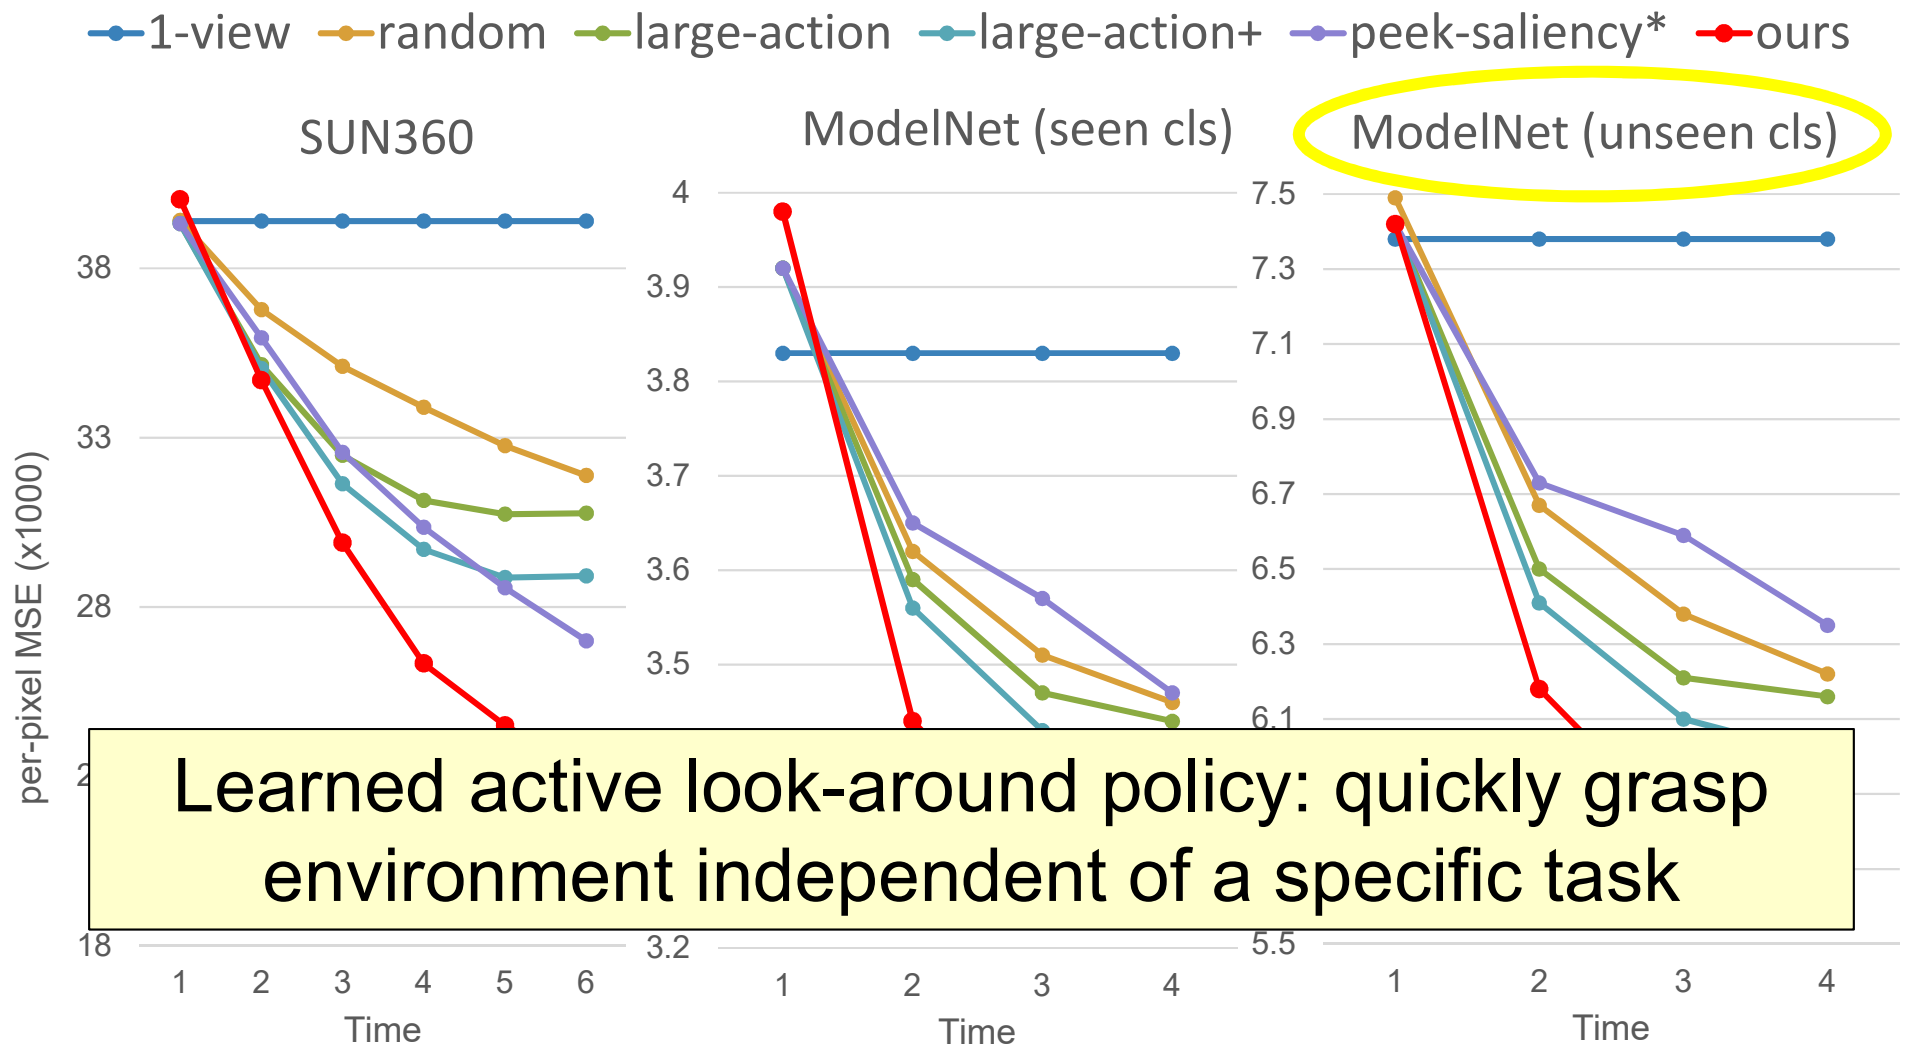 1-view random large-action large-action+ peek-saliency* ours
SUN360 ModelNet (seen cls) ModelNet (unseen cls)
per-pixel MSE (x1000)
38
33
28
2
18
1 2 3 4 5 6
Time
4
3.9
3.8
3.7
3.6
3.5
3.2
1 2 3 4
Time
7.5
7.3
7.1
6.9
6.7
6.5
6.3
6.1
5.5
1 2 3 4
Time
Learned active look-around policy: quickly grasp
environment independent of a specific task